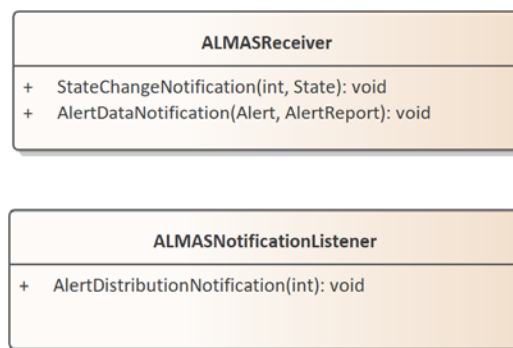 ALMASReceiver
+ StateChangeNotification(int, State): void
+ AlertDataNotification(Alert, AlertReport): void
ALMASNotificationListener
+ AlertDistributionNotification(int): void